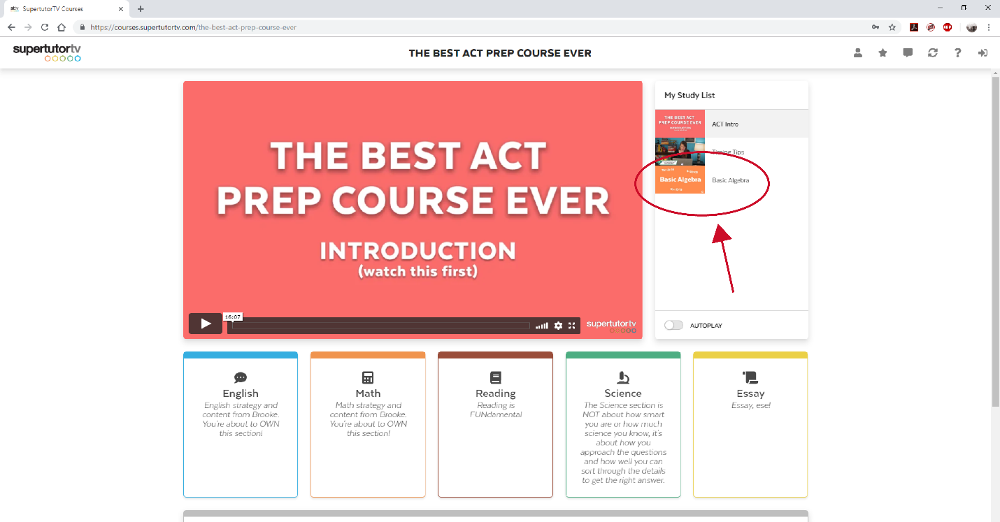 SupertutorTV Courses
https://courses.supertutortv.com/the-best-act-prep-course-ever
ABP
supertutortv
THE BEST ACT PREP COURSE EVER
THE BEST ACT
PREP COURSE EVER
INTRODUCTION
(watch this first)
16:07
supertutortv
My Study List
THE BEST ACT
PREP COURSE EVER
INTRODUCTION
ACT Intro
Timing Tips
Basic Algebra
Basic Algebra
AUTOPLAY
English
English strategy and
content from Brooke.
You're about to OWN
this section!
Math
Math strategy and
content from Brooke.
You're about to OWN
this section!
Reading
Reading is
FUNdamental
Science
The Science section is
NOT about how smart
you are or how much
science you know, it's
about how you
approach the questions
and how well you can
sort through the details
to get the right answer.
Essay
Essay, ese!